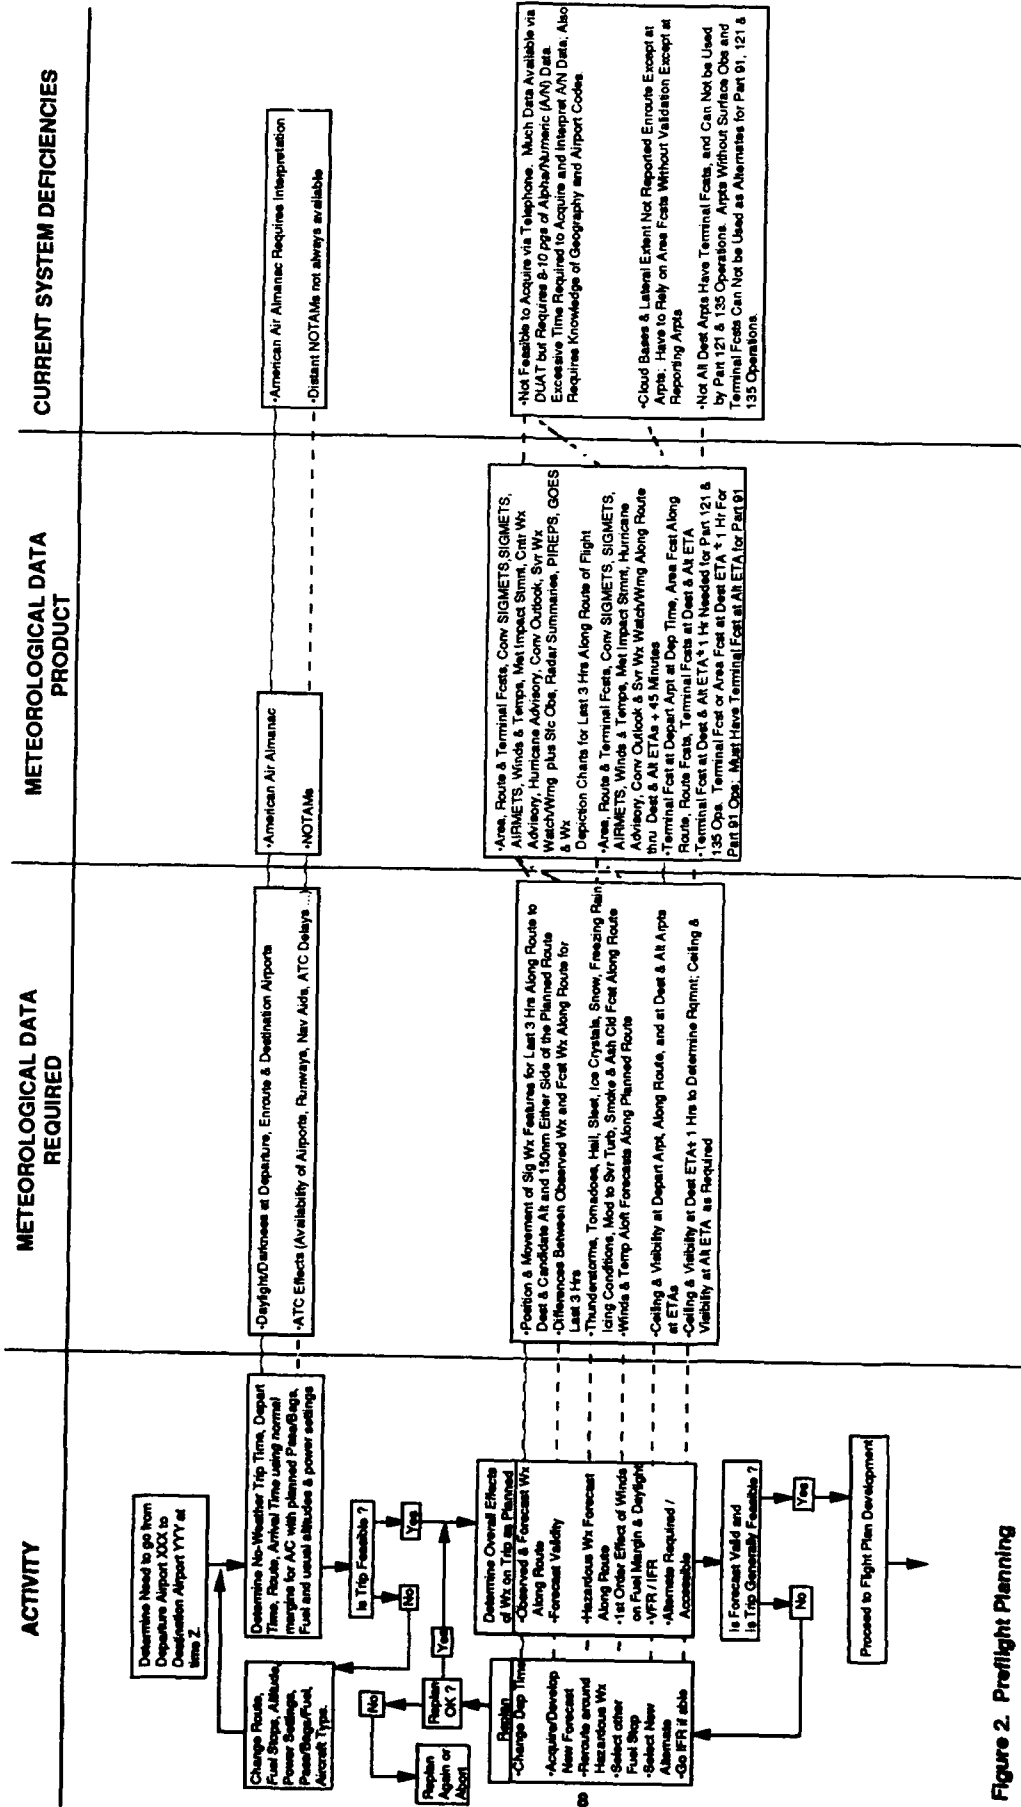 ACTIVITY
METEOROLOGICAL DATA
REQUIRED
METEOROLOGICAL DATA
PRODUCT
CURRENT SYSTEM DEFICIENCIES
Determine Need to go from
Departure Airport XXX to
Destination Airport YYY at
time Z.
Change Route,
Fuel Stops, Altitude,
Power Settings,
Pass/Bags/Fuel,
Aircraft Type.
Determine No-Weather Trip Time, Depart
Time, Route, Arrival Time using normal
margins for A/C with planned Pass/Bags,
Fuel and usual altitudes & power settings
•Daylight/Darkness at Departure, Enroute & Destination Airports
•ATC Effects (Availability of Airports, Runways, Nav Aids, ATC Delays ...)
•American Air Almanac
•NOTAMs
•American Air Almanac Requires Interpretation
•Distant NOTAMs not always available
Is Trip Feasible ?
No
Yes
Replan
Again or
Abort
No
Replan
OK ?
Yes
Replan
•Change Dep Time
•Acquire/Develop
New Forecast
•Reroute around
Hazardous Wx
•Select other
Fuel Stop
•Select New
Alternate
•Go IFR if able
Determine Overall Effects
of Wx on Trip as Planned
•Observed & Forecast Wx
Along Route
•Forecast Validity
•Hazardous Wx Forecast
Along Route
•1st Order Effect of Winds
on Fuel Margin & Daylight
•VFR / IFR
•Alternate Required /
Accessible
•Position & Movement of Sig Wx Features for Last 3 Hrs Along Route to
Dest & Candidate Alt and 150nm Either Side of the Planned Route
•Differences Between Observed Wx and Fcst Wx Along Route for
Last 3 Hrs
•Thunderstorms, Tornadoes, Hail, Sleet, Ice Crystals, Snow, Freezing Rain
Icing Conditions, Mod to Svr Turb, Smoke & Ash Cld Fcst Along Route
•Winds & Temp Aloft Forecasts Along Planned Route
•Ceiling & Visibility at Depart Arpt, Along Route, and at Dest & Alt Arpts
at ETAs
•Ceiling & Visibility at Dest ETA± 1 Hrs to Determine Rqmnt; Ceiling &
Visibility at Alt ETA as Required
•Area, Route & Terminal Fcsts, Conv SIGMETS,SIGMETS,
AIRMETS, Winds & Temps, Met Impact Stmnt, Cntr Wx
Advisory, Hurricane Advisory, Conv Outlook, Svr Wx
Watch/Wrng plus Sfc Obs, Radar Summaries, PIREPS, GOES
& Wx
Depiction Charts for Last 3 Hrs Along Route of Flight
•Area, Route & Terminal Fcsts, Conv SIGMETS, SIGMETS,
AIRMETS, Winds & Temps, Met Impact Stmnt, Hurricane
Advisory, Conv Outlook & Svr Wx Watch/Wrng Along Route
thru Dest & Alt ETAs + 45 Minutes
•Terminal Fcst at Depart Arpt at Dep Time, Area Fcst Along
Route, Route Fcsts, Terminal Fcsts at Dest & Alt ETA
•Terminal Fcst at Dest & Alt ETA ± 1 Hr Needed for Part 121 &
135 Ops. Terminal Fcst or Area Fcst at Dest ETA ± 1 Hr For
Part 91 Ops; Must Have Terminal Fcst at Alt ETA for Part 91
•Not Feasible to Acquire via Telephone. Much Data Available via
DUAT but Requires 8-10 pgs of Alpha/Numeric (A/N) Data.
Excessive Time Required to Acquire and Interpret A/N Data; Also
Requires Knowledge of Geography and Airport Codes.
•Cloud Bases & Lateral Extent Not Reported Enroute Except at
Arpts; Have to Rely on Area Fcsts Without Validation Except at
Reporting Arpts
•Not All Dest Arpts Have Terminal Fcsts, and Can Not be Used
by Part 121 & 135 Operations. Arpts Without Surface Obs and
Terminal Fcsts Can Not be Used as Alternates for Part 91, 121 &
135 Operations.
Is Forecast Valid and
is Trip Generally Feasible ?
No
Yes
Proceed to Flight Plan Development
Figure 2. Preflight Planning
8